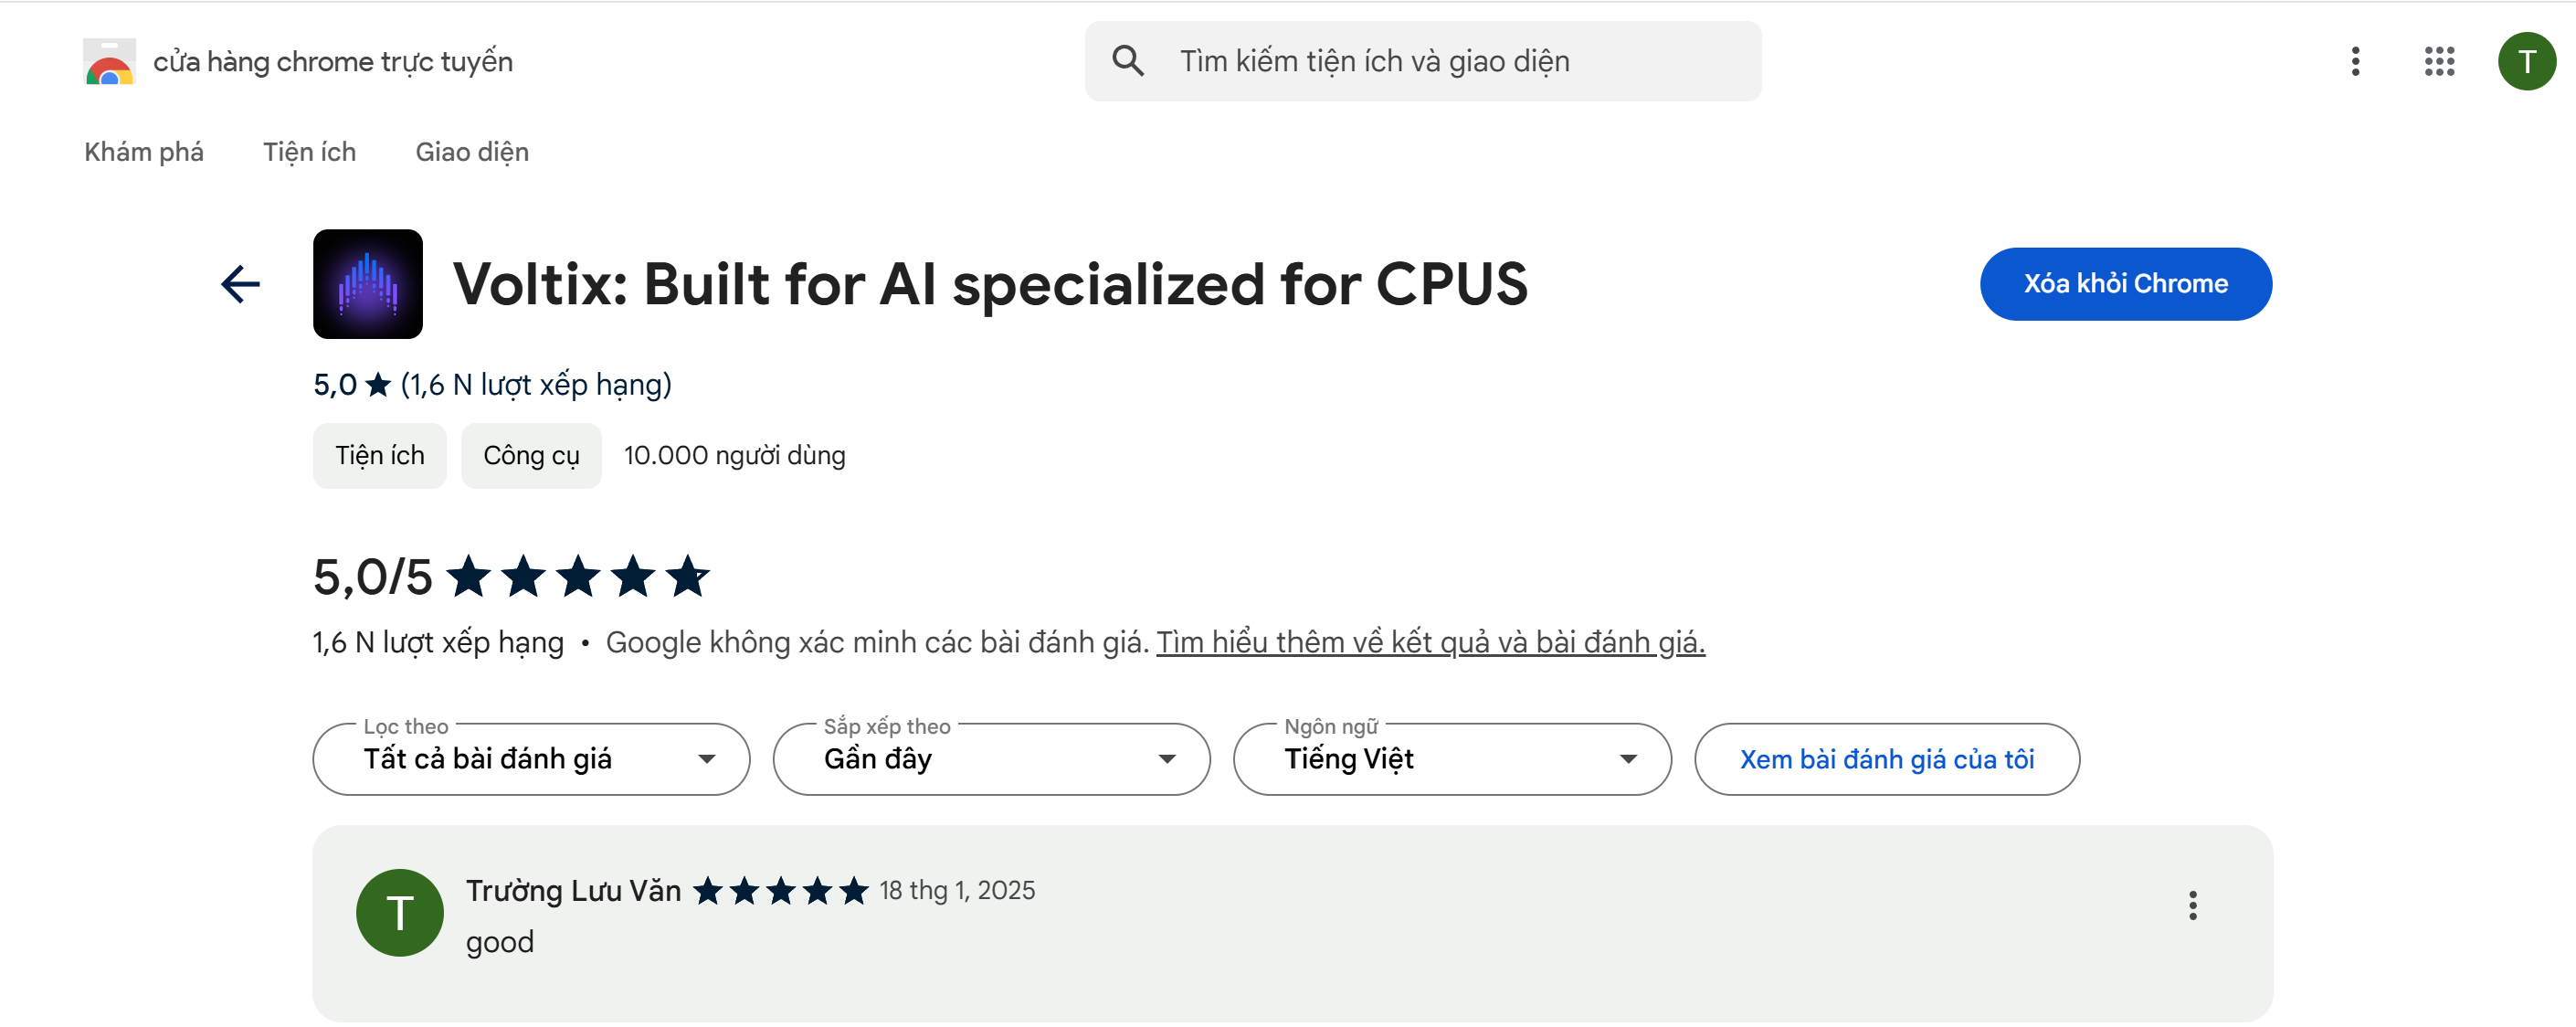 cửa hàng chrome trực tuyến
Tìm kiếm tiện ích và giao diện
T
Khám phá
Tiện ích
Giao diện
Voltix: Built for AI specialized for CPUS
Xóa khỏi Chrome
5,0 ★ (1,6 N lượt xếp hạng)
Tiện ích
Công cụ
10.000 người dùng
5,0/5
1,6 N lượt xếp hạng • Google không xác minh các bài đánh giá. Tìm hiểu thêm về kết quả và bài đánh giá.
Lọc theo
Tất cả bài đánh giá
Sắp xếp theo
Gần đây
Ngôn ngữ
Tiếng Việt
Xem bài đánh giá của tôi
T
Trường Lưu Văn
18 thg 1, 2025
good